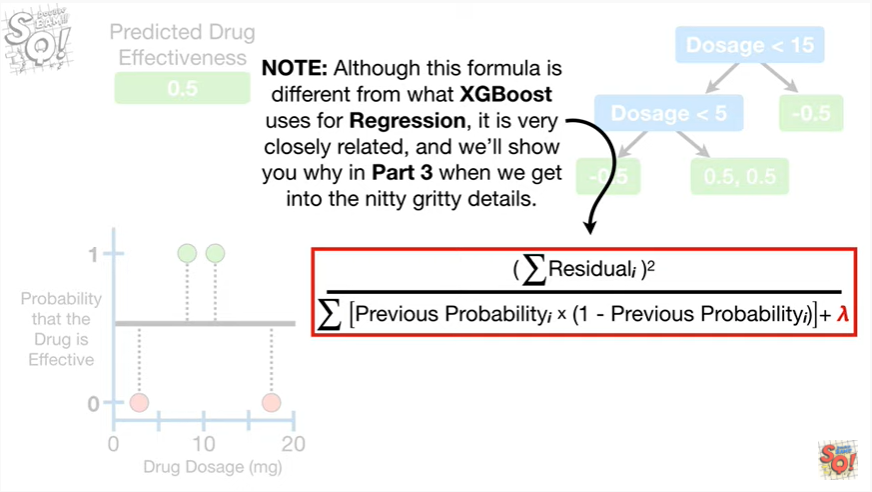 Predicted Drug
Effectiveness
0.5
NOTE: Although this formula is
different from what XGBoost
uses for Regression, it is very
closely related, and we'll show
you why in Part 3 when we get
into the nitty gritty details.
Dosage < 15
Dosage < 5
-0.5
-0.5
0.5, 0.5
(∑Residualᵢ )²
∑ [Previous Probabilityᵢ x (1 - Previous Probabilityᵢ)]+ λ
1
Probability
that the
Drug is
Effective
0
0 10 20
Drug Dosage (mg)